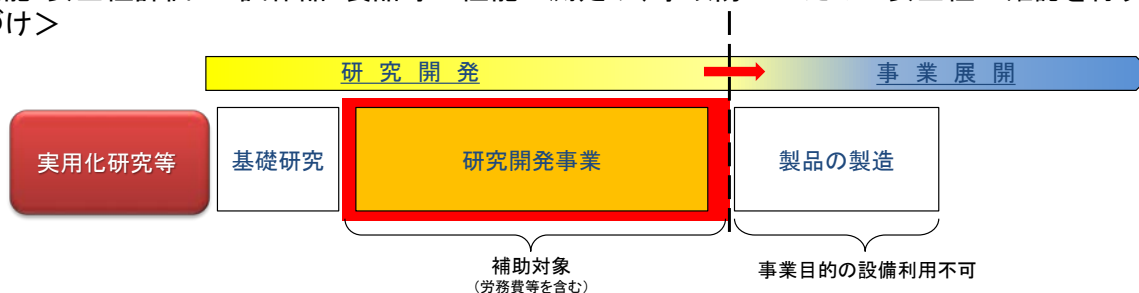 づけ＞
研 究 開 発
事 業 展 開
実用化研究等
基礎研究
研究開発事業
製品の製造
補助対象
（労務費等を含む）
事業目的の設備利用不可